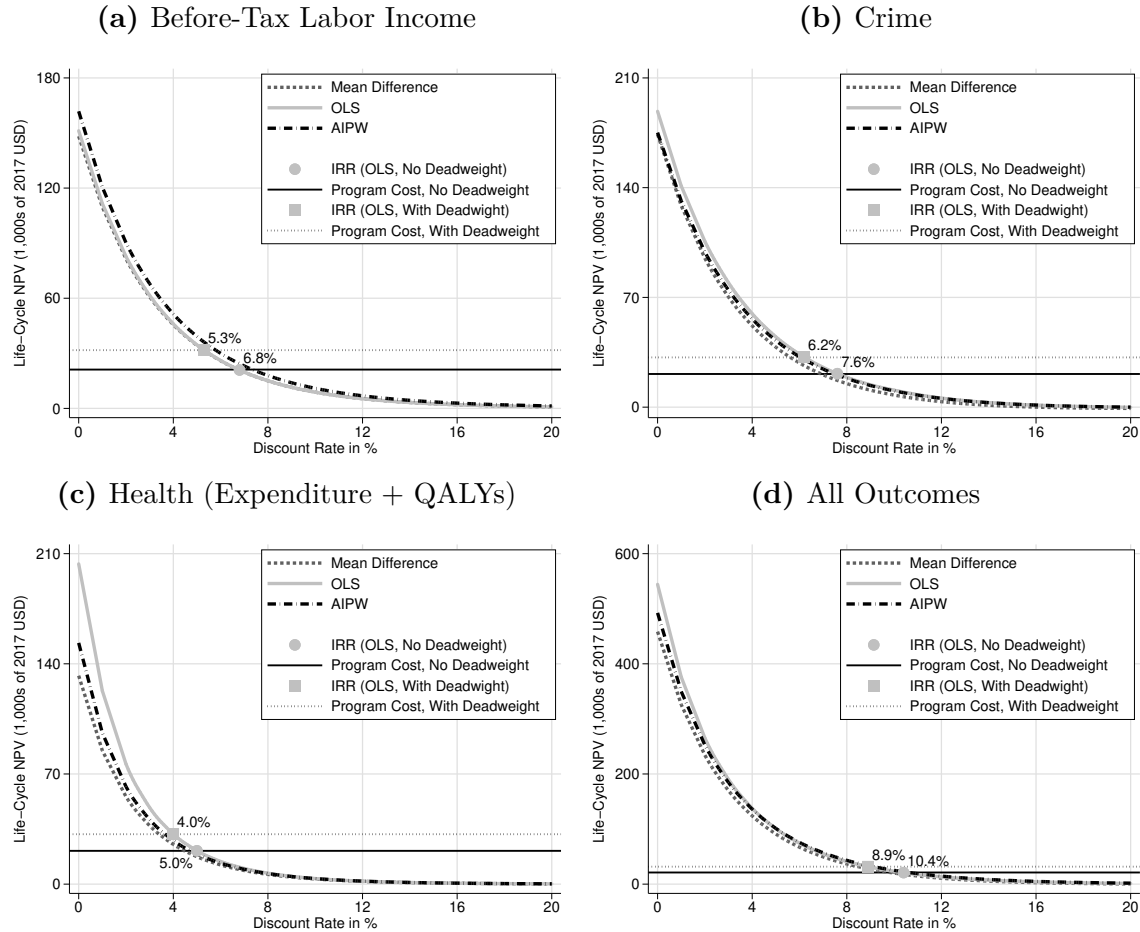 (a) Before-Tax Labor Income
Life−Cycle NPV (1,000s of 2017 USD)
180
120
60
0
Mean Difference
OLS
AIPW
IRR (OLS, No Deadweight)
Program Cost, No Deadweight
IRR (OLS, With Deadwight)
Program Cost, With Deadweight
5.3%
6.8%
0 4 8 12 16 20
Discount Rate in %
(b) Crime
Life−Cycle NPV (1,000s of 2017 USD)
210
140
70
0
Mean Difference
OLS
AIPW
IRR (OLS, No Deadweight)
Program Cost, No Deadweight
IRR (OLS, With Deadwight)
Program Cost, With Deadweight
6.2%
7.6%
0 4 8 12 16 20
Discount Rate in %
(c) Health (Expenditure + QALYs)
Life−Cycle NPV (1,000s of 2017 USD)
210
140
70
0
Mean Difference
OLS
AIPW
IRR (OLS, No Deadweight)
Program Cost, No Deadweight
IRR (OLS, With Deadwight)
Program Cost, With Deadweight
4.0%
5.0%
0 4 8 12 16 20
Discount Rate in %
(d) All Outcomes
Life−Cycle NPV (1,000s of 2017 USD)
600
400
200
0
Mean Difference
OLS
AIPW
IRR (OLS, No Deadweight)
Program Cost, No Deadweight
IRR (OLS, With Deadwight)
Program Cost, With Deadweight
8.9%
10.4%
0 4 8 12 16 20
Discount Rate in %